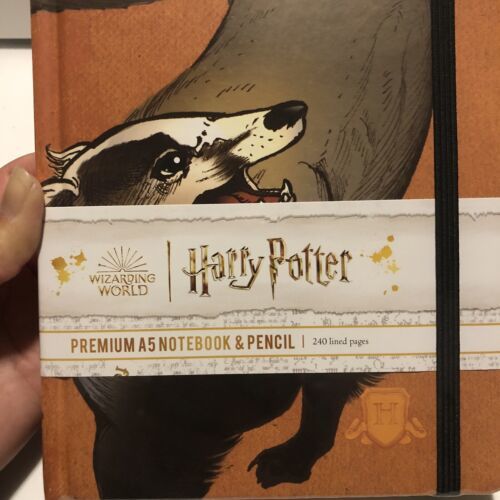 WIZARDING
WORLD
Harry Potter
PREMIUM A5 NOTEBOOK & PENCIL | 240 lined pages
H